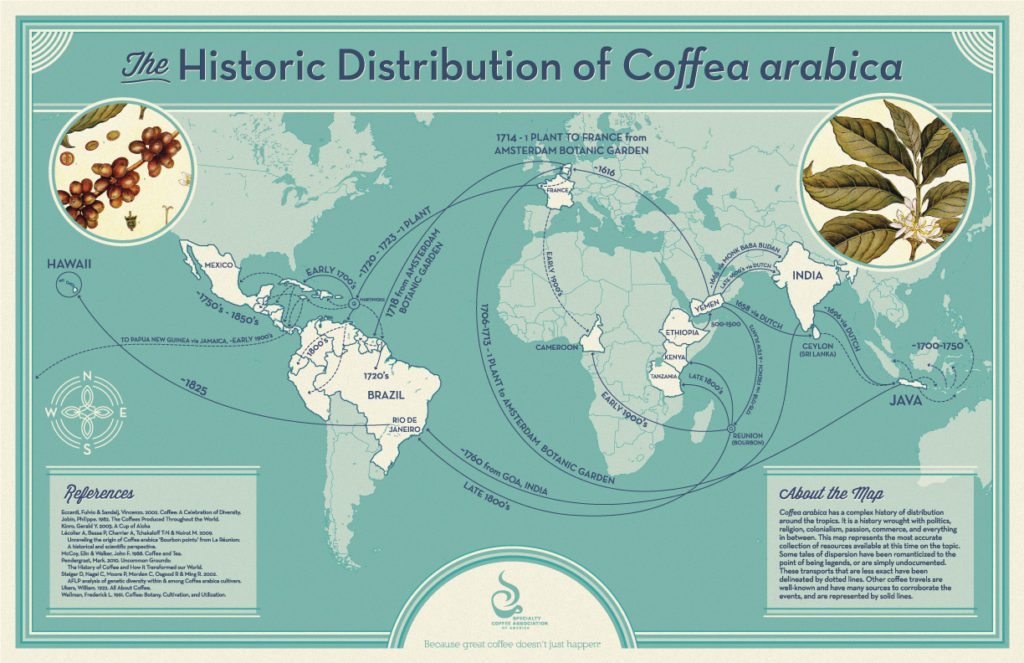 The Historic Distribution of Coffea arabica
1714 - 1 PLANT TO FRANCE from
AMSTERDAM BOTANIC GARDEN
~1616
FRANCE
HAWAII
MEXICO
EARLY 1700's
~1720 - 1723 ~1 PLANT
1718 from AMSTERDAM
BOTANIC GARDEN
MARTINIQUE
~1750's - 1850's
TO PAPUA NEW GUINEA via JAMAICA, ~EARLY 1900's
1800's
1720's
BRAZIL
RIO DE
JANEIRO
~1825
EARLY 1900's
CAMEROON
1706-1713 - 1 PLANT to AMSTERDAM BOTANIC GARDEN
EARLY 1900's
~1760 from GOA, INDIA
LATE 1800's
via MONK BABA BUDAN
LATE 1600's via DUTCH
INDIA
YEMEN
ETHIOPIA
500-1500
1658 via DUTCH
KENYA
TANZANIA
LATE 1800's
REUNION
(BOURBON)
CEYLON
(SRI LANKA)
~1696 via DUTCH
~1700-1750
JAVA
N
W E
S
References
Eccardi, Fulvio & Sandalj, Vincenzo. 2002. Coffee: A Celebration of Diversity.
Jobin, Philippe. 1982. The Coffees Produced Throughout the World.
Kinro, Gerald Y. 2003. A Cup of Aloha
Lécolier A, Besse P, Charrier A, Tchakaloff T-N & Noirot M. 2009.
Unraveling the origin of Coffea arabica 'Bourbon pointu' from La Réunion:
A historical and scientific perspective.
McCoy, Elin & Walker, John F. 1988. Coffee and Tea.
Pendergrast, Mark. 2010. Uncommon Grounds:
The History of Coffee and How it Transformed our World.
Steiger D, Nagai C, Moore P, Morden C, Osgood R & Ming R. 2002.
AFLP analysis of genetic diversity within & among Coffea arabica cultivars.
Ukers, William. 1922. All About Coffee.
Wellman, Frederick L. 1961. Coffee: Botany, Cultivation, and Utilization.
About the Map
Coffea arabica has a complex history of distribution
around the tropics. It is a history wrought with politics,
religion, colonialism, passion, commerce, and everything
in between. This map represents the most accurate
collection of resources available at this time on the topic.
Some tales of dispersion have been romanticized to the
point of being legends, or are simply undocumented.
These transports that are less exact have been
delineated by dotted lines. Other coffee travels are
well-known and have many sources to corroborate the
events, and are represented by solid lines.
SPECIALTY
COFFEE ASSOCIATION
OF AMERICA
Because great coffee doesn't just happen